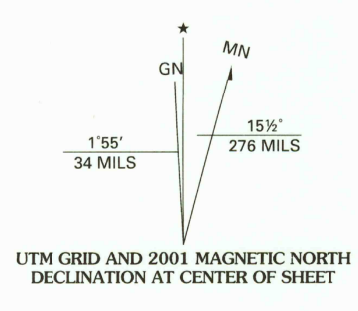 ★
MN
GN
15½°
276 MILS
1°55′
34 MILS
UTM GRID AND 2001 MAGNETIC NORTH
DECLINATION AT CENTER OF SHEET